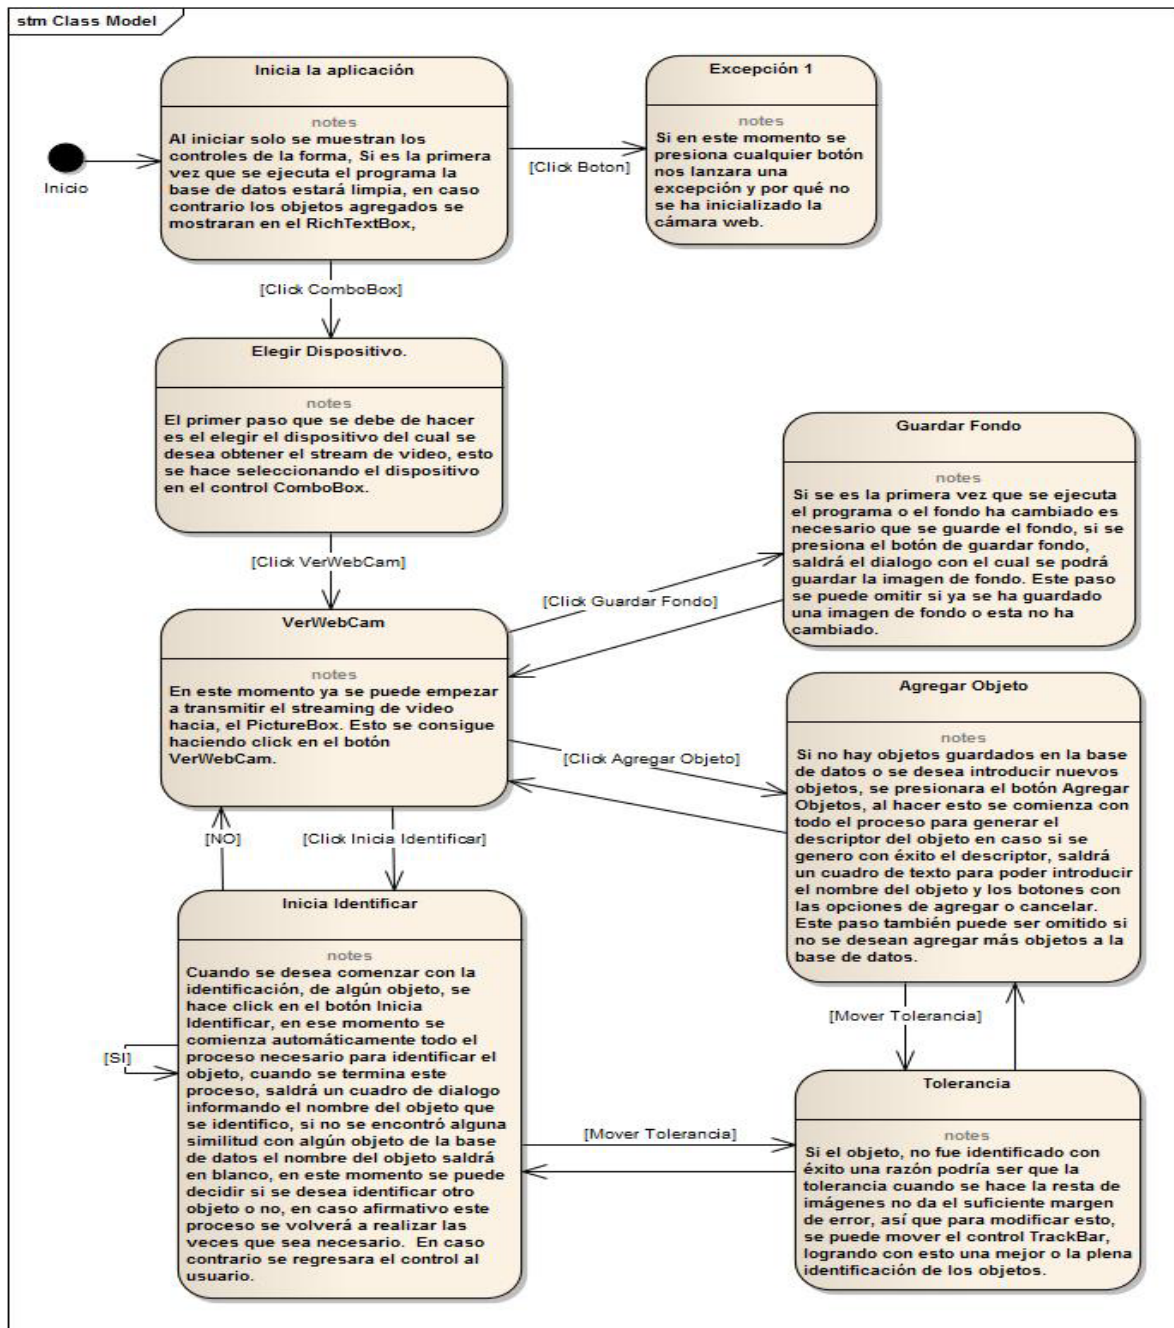 stm Class Model
Inicia la aplicación
notes
Al iniciar solo se muestran los
controles de la forma, Si es la primera
vez que se ejecuta el programa la
base de datos estará limpia, en caso
contrario los objetos agregados se
mostraran en el RichTextBox,
Excepción 1
notes
Si en este momento se
presiona cualquier botón
nos lanzara una
excepción y por qué no
se ha inicializado la
cámara web.
Inicio
[Click Boton]
[Click ComboBox]
Elegir Dispositivo.
notes
El primer paso que se debe de hacer
es el elegir el dispositivo del cual se
desea obtener el stream de video, esto
se hace seleccionando el dispositivo
en el control ComboBox.
[Click VerWebCam]
Guardar Fondo
notes
Si se es la primera vez que se ejecuta
el programa o el fondo ha cambiado es
necesario que se guarde el fondo, si se
presiona el botón de guardar fondo,
saldrá el dialogo con el cual se podrá
guardar la imagen de fondo. Este paso
se puede omitir si ya se ha guardado
una imagen de fondo o esta no ha
cambiado.
[Click Guardar Fondo]
VerWebCam
notes
En este momento ya se puede empezar
a transmitir el streaming de video
hacia, el PictureBox. Esto se consigue
haciendo click en el botón
VerWebCam.
[Click Agregar Objeto]
Agregar Objeto
notes
Si no hay objetos guardados en la base
de datos o se desea introducir nuevos
objetos, se presionara el botón Agregar
Objetos, al hacer esto se comienza con
todo el proceso para generar el
descriptor del objeto en caso si se
genero con éxito el descriptor, saldrá
un cuadro de texto para poder introducir
el nombre del objeto y los botones con
las opciones de agregar o cancelar.
Este paso también puede ser omitido si
no se desean agregar más objetos a la
base de datos.
[NO]
[Click Inicia Identificar]
Inicia Identificar
notes
Cuando se desea comenzar con la
identificación, de algún objeto, se
hace click en el botón Inicia
Identificar, en ese momento se
comienza automáticamente todo el
proceso necesario para identificar el
objeto, cuando se termina este
proceso, saldrá un cuadro de dialogo
informando el nombre del objeto que
se identifico, si no se encontró alguna
similitud con algún objeto de la base
de datos el nombre del objeto saldrá
en blanco, en este momento se puede
decidir si se desea identificar otro
objeto o no, en caso afirmativo este
proceso se volverá a realizar las
veces que sea necesario.  En caso
contrario se regresara el control al
usuario.
[SI]
[Mover Tolerancia]
[Mover Tolerancia]
Tolerancia
notes
Si el objeto, no fue identificado con
éxito una razón podría ser que la
tolerancia cuando se hace la resta de
imágenes no da el suficiente margen
de error, así que para modificar esto,
se puede mover el control TrackBar,
logrando con esto una mejor o la plena
identificación de los objetos.